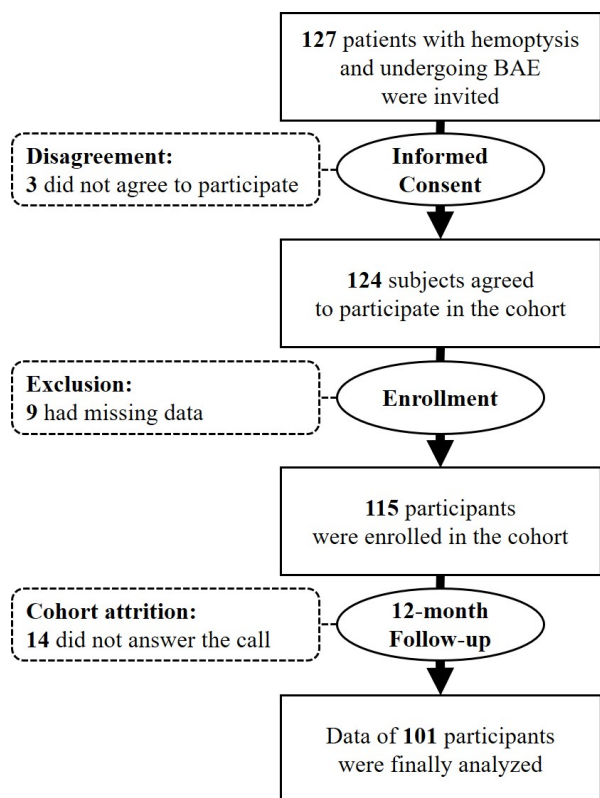 127 patients with hemoptysis
and undergoing BAE
were invited
Disagreement:
3 did not agree to participate
Informed
Consent
124 subjects agreed
to participate in the cohort
Exclusion:
9 had missing data
Enrollment
115 participants
were enrolled in the cohort
Cohort attrition:
14 did not answer the call
12-month
Follow-up
Data of 101 participants
were finally analyzed